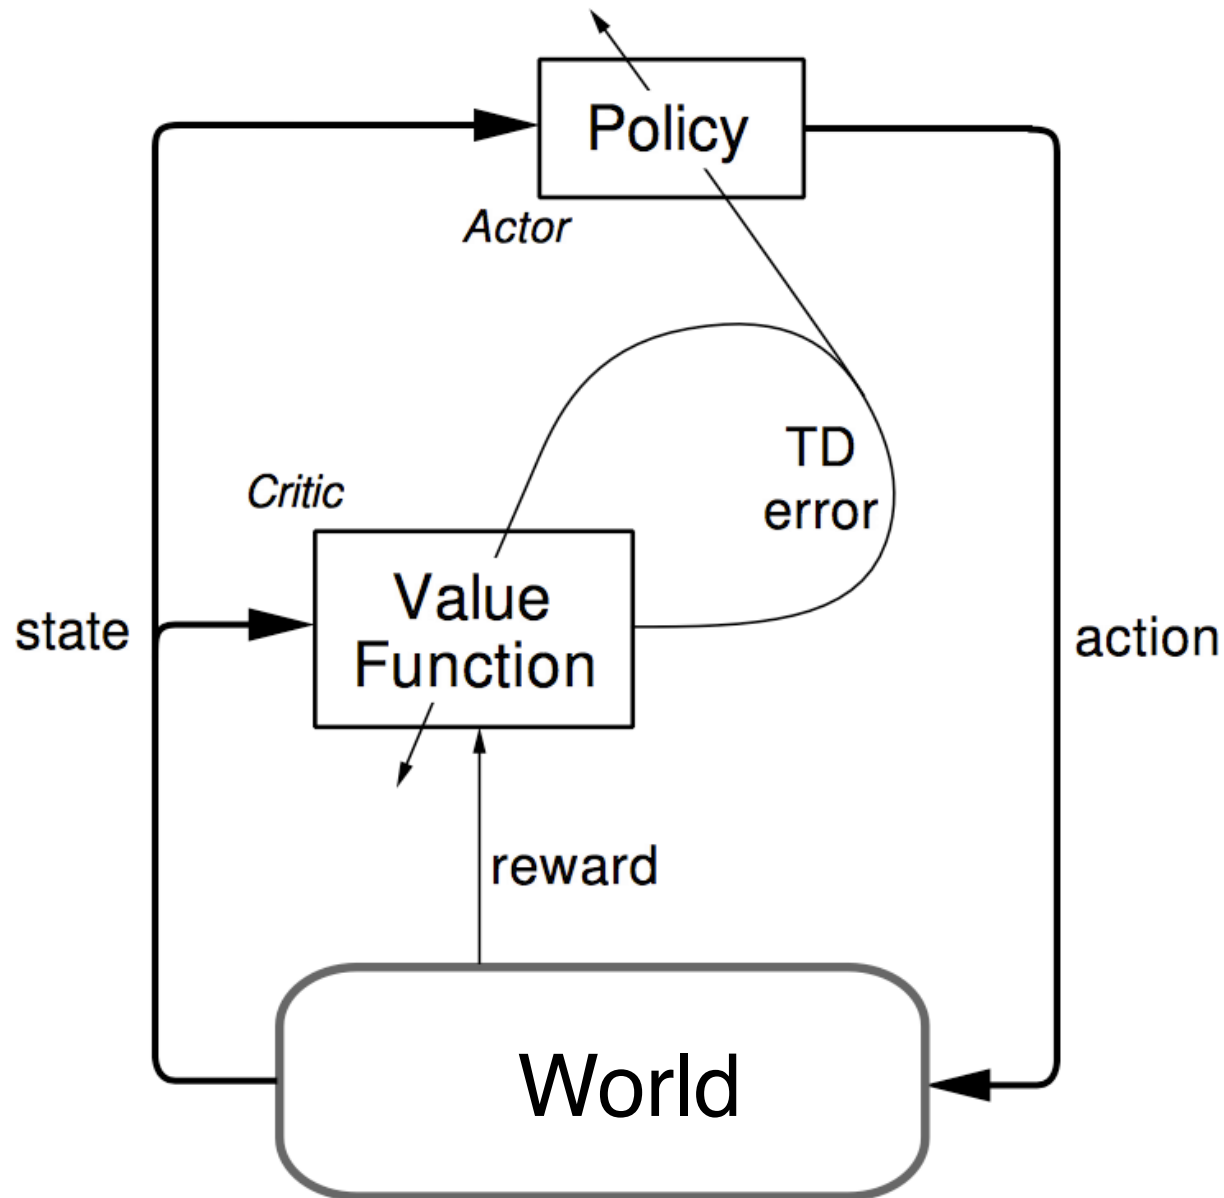 Policy
Actor
TD
error
Critic
Value
Function
state
action
reward
World